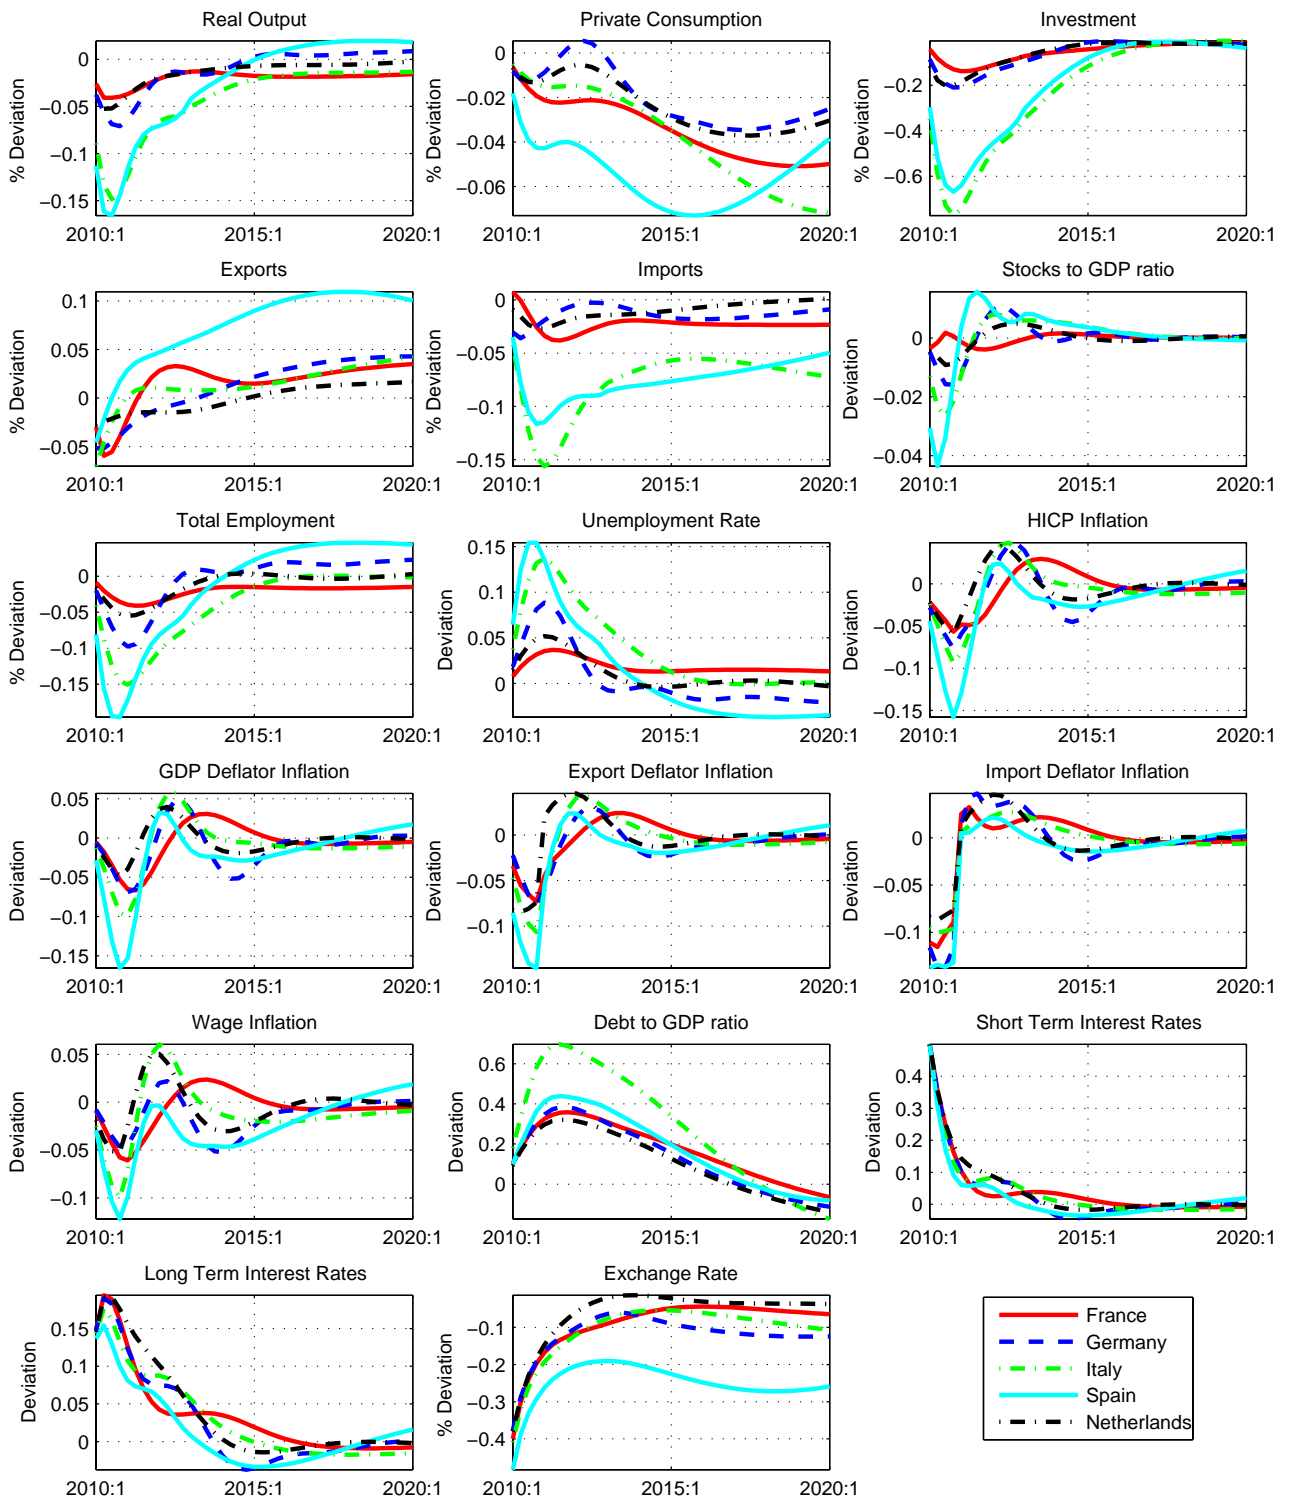 Real Output
% Deviation
0
−0.05
−0.1
−0.15
2010:1 2015:1 2020:1
Private Consumption
% Deviation
0
−0.02
−0.04
−0.06
2010:1 2015:1 2020:1
Investment
% Deviation
−0.2
−0.4
−0.6
2010:1 2015:1 2020:1
Exports
% Deviation
0.1
0.05
0
−0.05
2010:1 2015:1 2020:1
Imports
% Deviation
0
−0.05
−0.1
−0.15
2010:1 2015:1 2020:1
Stocks to GDP ratio
Deviation
0
−0.02
−0.04
2010:1 2015:1 2020:1
Total Employment
% Deviation
0
−0.05
−0.1
−0.15
2010:1 2015:1 2020:1
Unemployment Rate
Deviation
0.15
0.1
0.05
0
2010:1 2015:1 2020:1
HICP Inflation
Deviation
0
−0.05
−0.1
−0.15
2010:1 2015:1 2020:1
GDP Deflator Inflation
Deviation
0.05
0
−0.05
−0.1
−0.15
2010:1 2015:1 2020:1
Export Deflator Inflation
Deviation
0
−0.05
−0.1
2010:1 2015:1 2020:1
Import Deflator Inflation
Deviation
0
−0.05
−0.1
2010:1 2015:1 2020:1
Wage Inflation
Deviation
0.05
0
−0.05
−0.1
2010:1 2015:1 2020:1
Debt to GDP ratio
Deviation
0.6
0.4
0.2
0
2010:1 2015:1 2020:1
Short Term Interest Rates
Deviation
0.4
0.3
0.2
0.1
0
2010:1 2015:1 2020:1
Long Term Interest Rates
Deviation
0.15
0.1
0.05
0
2010:1 2015:1 2020:1
Exchange Rate
% Deviation
−0.1
−0.2
−0.3
−0.4
2010:1 2015:1 2020:1
France
Germany
Italy
Spain
Netherlands